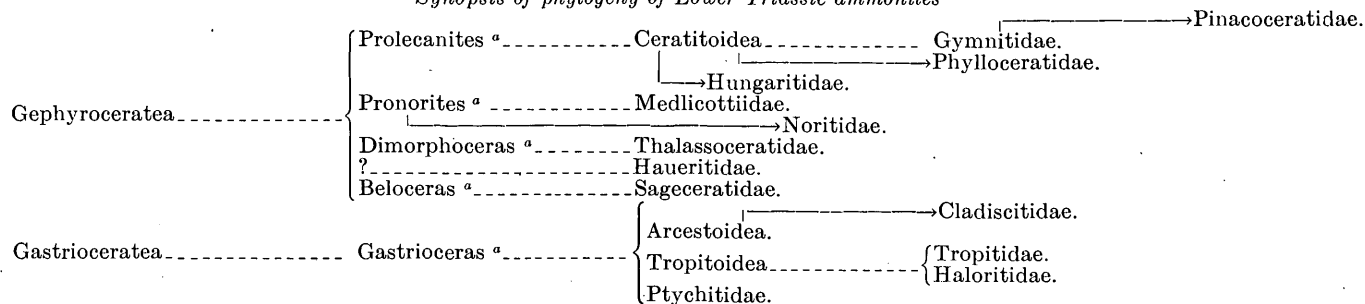 Synopsis of phylogeny of Lower Triassic ammonites
Pinacoceratidae.
Prolecanites a Ceratitoidea Gymnitidae.
Phylloceratidae.
Hungaritidae.
Pronorites a Medlicottiidae.
Gephyroceratea
Noritidae.
Dimorphoceras a Thalassoceratidae.
? Haueritidae.
Beloceras a Sageceratidae.
Cladiscitidae.
Arcestoidea.
Gastrioceratea Gastrioceras a
Tropitoidea Tropitidae.
Haloritidae.
Ptychitidae.